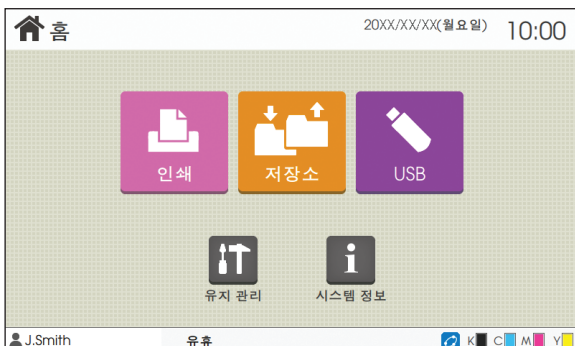 홈 20XX/XX/XX(월요일) 10:00
인쇄 저장소 USB
유지 관리 시스템 정보
J.Smith 유휴 K C M Y